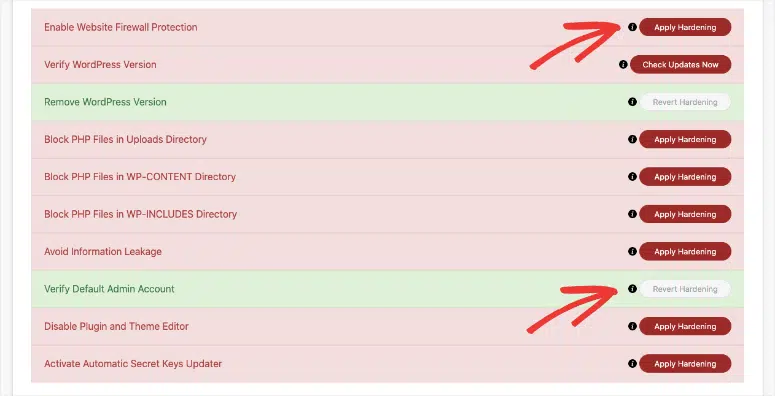 Enable Website Firewall Protection Apply Hardening
Verify WordPress Version Check Updates Now
Remove WordPress Version Revert Hardening
Block PHP Files in Uploads Directory Apply Hardening
Block PHP Files in WP-CONTENT Directory Apply Hardening
Block PHP Files in WP-INCLUDES Directory Apply Hardening
Avoid Information Leakage Apply Hardening
Verify Default Admin Account Revert Hardening
Disable Plugin and Theme Editor Apply Hardening
Activate Automatic Secret Keys Updater Apply Hardening